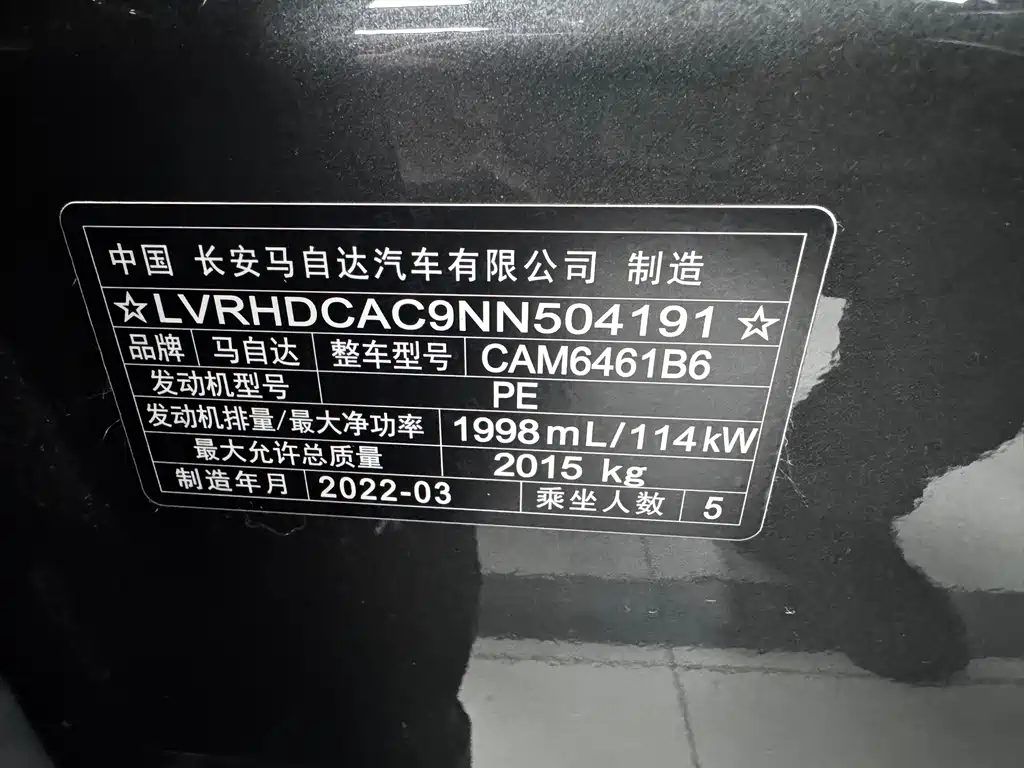 中国 长安马自达汽车有限公司 制造
☆LVRHDCAC9NN504191☆
品牌 马自达 整车型号 CAM6461B6
发动机型号 PE
发动机排量/最大净功率 1998mL/114kW
最大允许总质量 2015 kg
制造年月 2022-03 乘坐人数 5